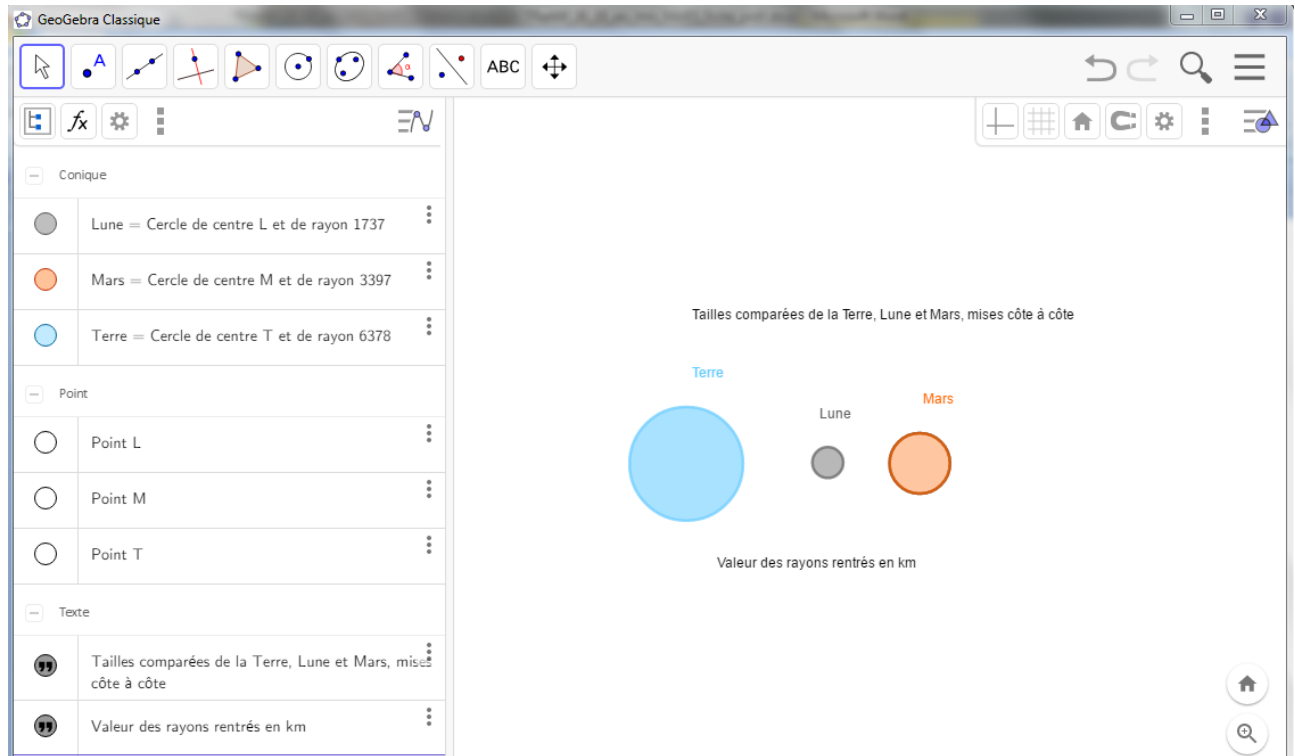 GeoGebra Classique
A
α
ABC
fx
Conique
Lune = Cercle de centre L et de rayon 1737
Mars = Cercle de centre M et de rayon 3397
Terre = Cercle de centre T et de rayon 6378
Point
Point L
Point M
Point T
Texte
Tailles comparées de la Terre, Lune et Mars, mises
côte à côte
Valeur des rayons rentrés en km
Tailles comparées de la Terre, Lune et Mars, mises côte à côte
Terre
Lune
Mars
Valeur des rayons rentrés en km